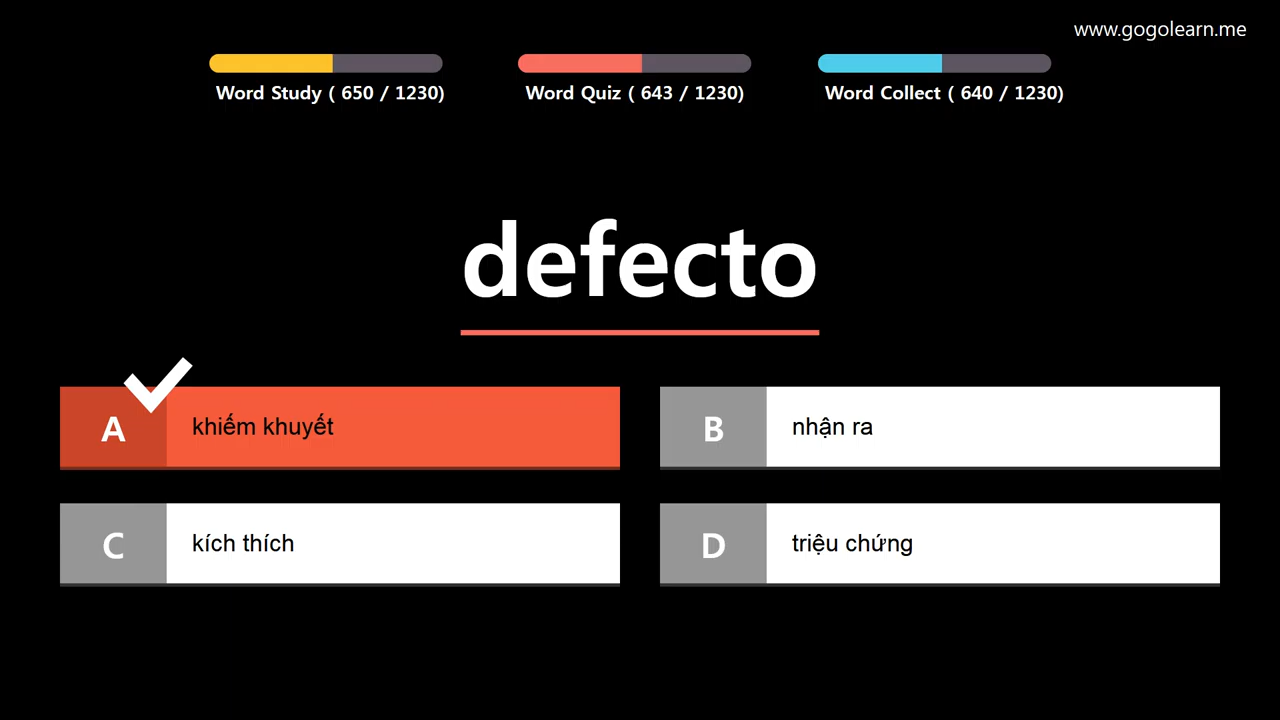 www.gogolearn.me
Word Study ( 650 / 1230)
Word Quiz ( 643 / 1230)
Word Collect ( 640 / 1230)
defecto
A khiếm khuyết
B nhận ra
C kích thích
D triệu chứng